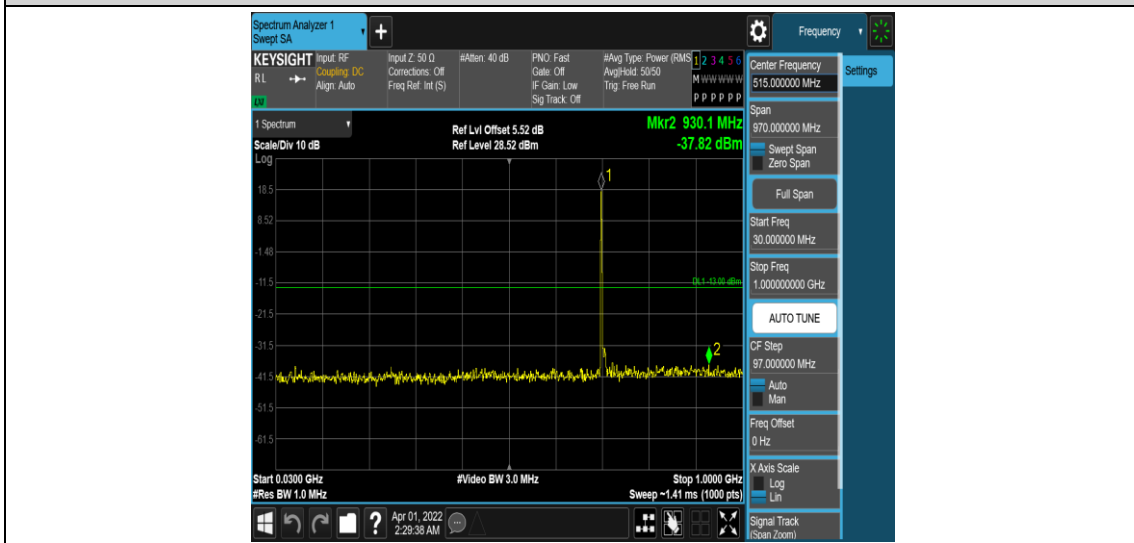 Spectrum Analyzer 1
Swept SA
+
Frequency
KEYSIGHT
RL
Input: RF
Coupling: DC
Align: Auto
Input Z: 50 Ω
Corrections: Off
Freq Ref: Int (S)
#Atten: 40 dB
PNO: Fast
Gate: Off
IF Gain: Low
Sig Track: Off
#Avg Type: Power (RMS
Avg|Hold: 50/50
Trig: Free Run
1 2 3 4 5 6
M W W W W W
P P P P P P
1 Spectrum
Scale/Div 10 dB
Ref Lvl Offset 5.52 dB
Ref Level 28.52 dBm
Mkr2 930.1 MHz
-37.82 dBm
Log
18.5
8.52
-1.48
-11.5
-21.5
-31.5
-41.5
-51.5
-61.5
1
DL1 -13.00 dBm
2
Start 0.0300 GHz
#Res BW 1.0 MHz
#Video BW 3.0 MHz
Stop 1.0000 GHz
Sweep ~1.41 ms (1000 pts)
Center Frequency
515.000000 MHz
Settings
Span
970.000000 MHz
Swept Span
Zero Span
Full Span
Start Freq
30.000000 MHz
Stop Freq
1.000000000 GHz
AUTO TUNE
CF Step
97.000000 MHz
Auto
Man
Freq Offset
0 Hz
X Axis Scale
Log
Lin
Signal Track
(Span Zoom)
?
Apr 01, 2022
2:29:38 AM